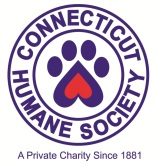 CONNECTICUT
HUMANE SOCIETY
A Private Charity Since 1881